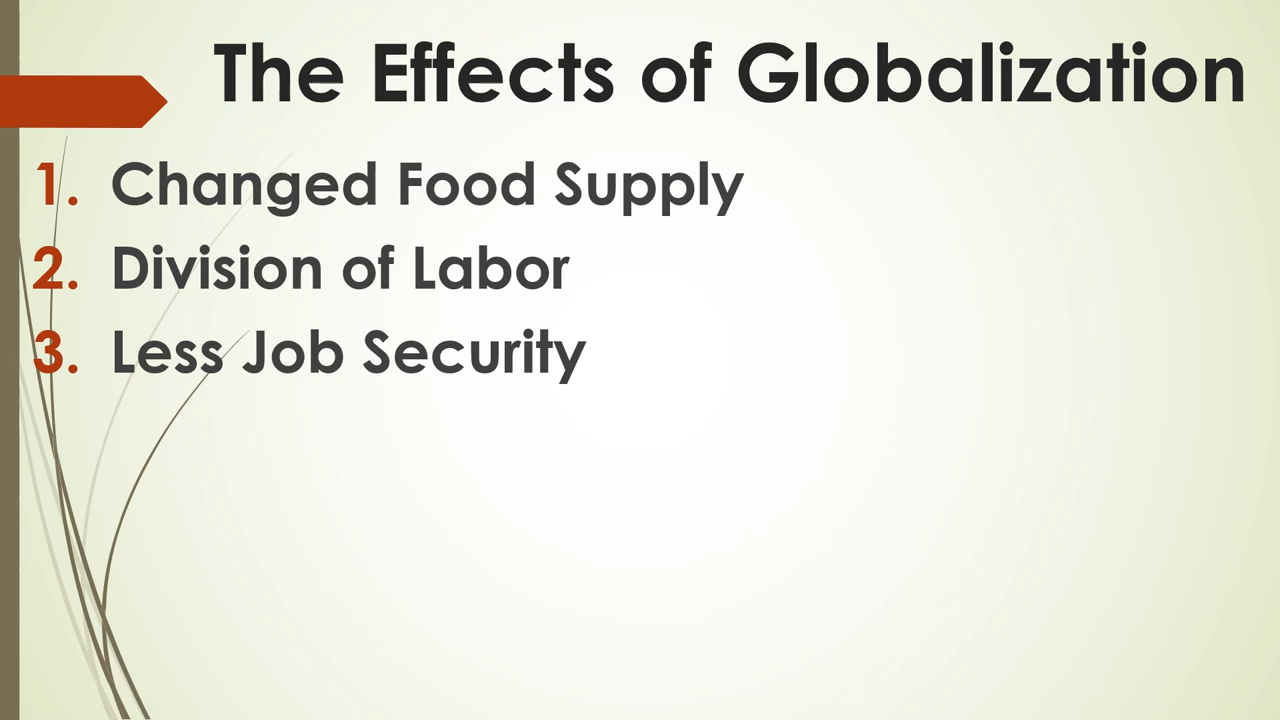 The Effects of Globalization
1. Changed Food Supply
2. Division of Labor
3. Less Job Security